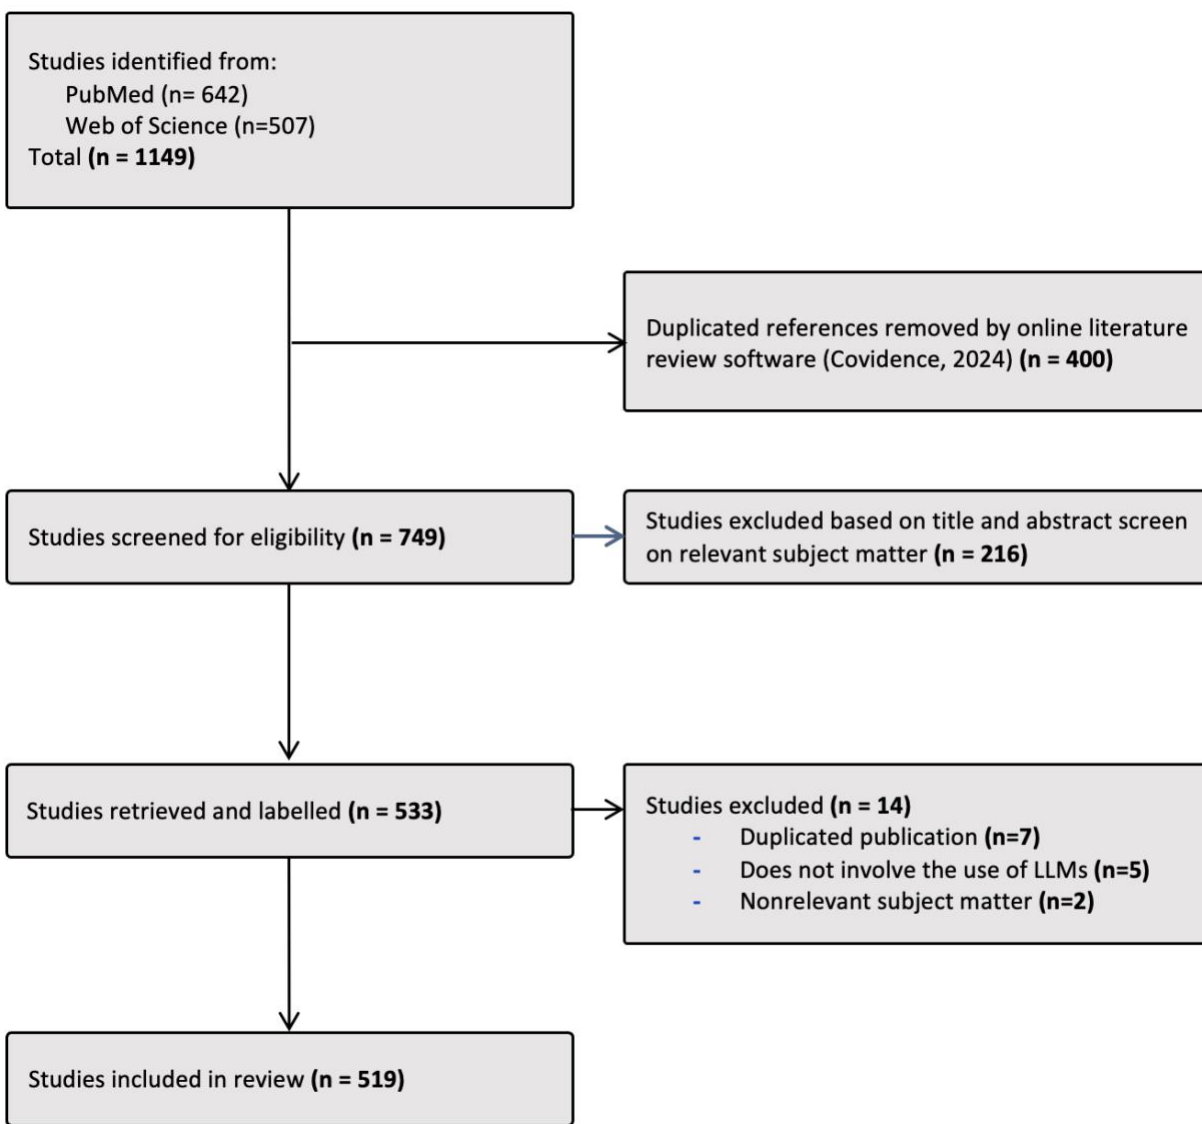 Studies identified from:
PubMed (n= 642)
Web of Science (n=507)
Total (n = 1149)
Duplicated references removed by online literature
review software (Covidence, 2024) (n = 400)
Studies screened for eligibility (n = 749)
Studies excluded based on title and abstract screen
on relevant subject matter (n = 216)
Studies retrieved and labelled (n = 533)
Studies excluded (n = 14)
- Duplicated publication (n=7)
- Does not involve the use of LLMs (n=5)
- Nonrelevant subject matter (n=2)
Studies included in review (n = 519)